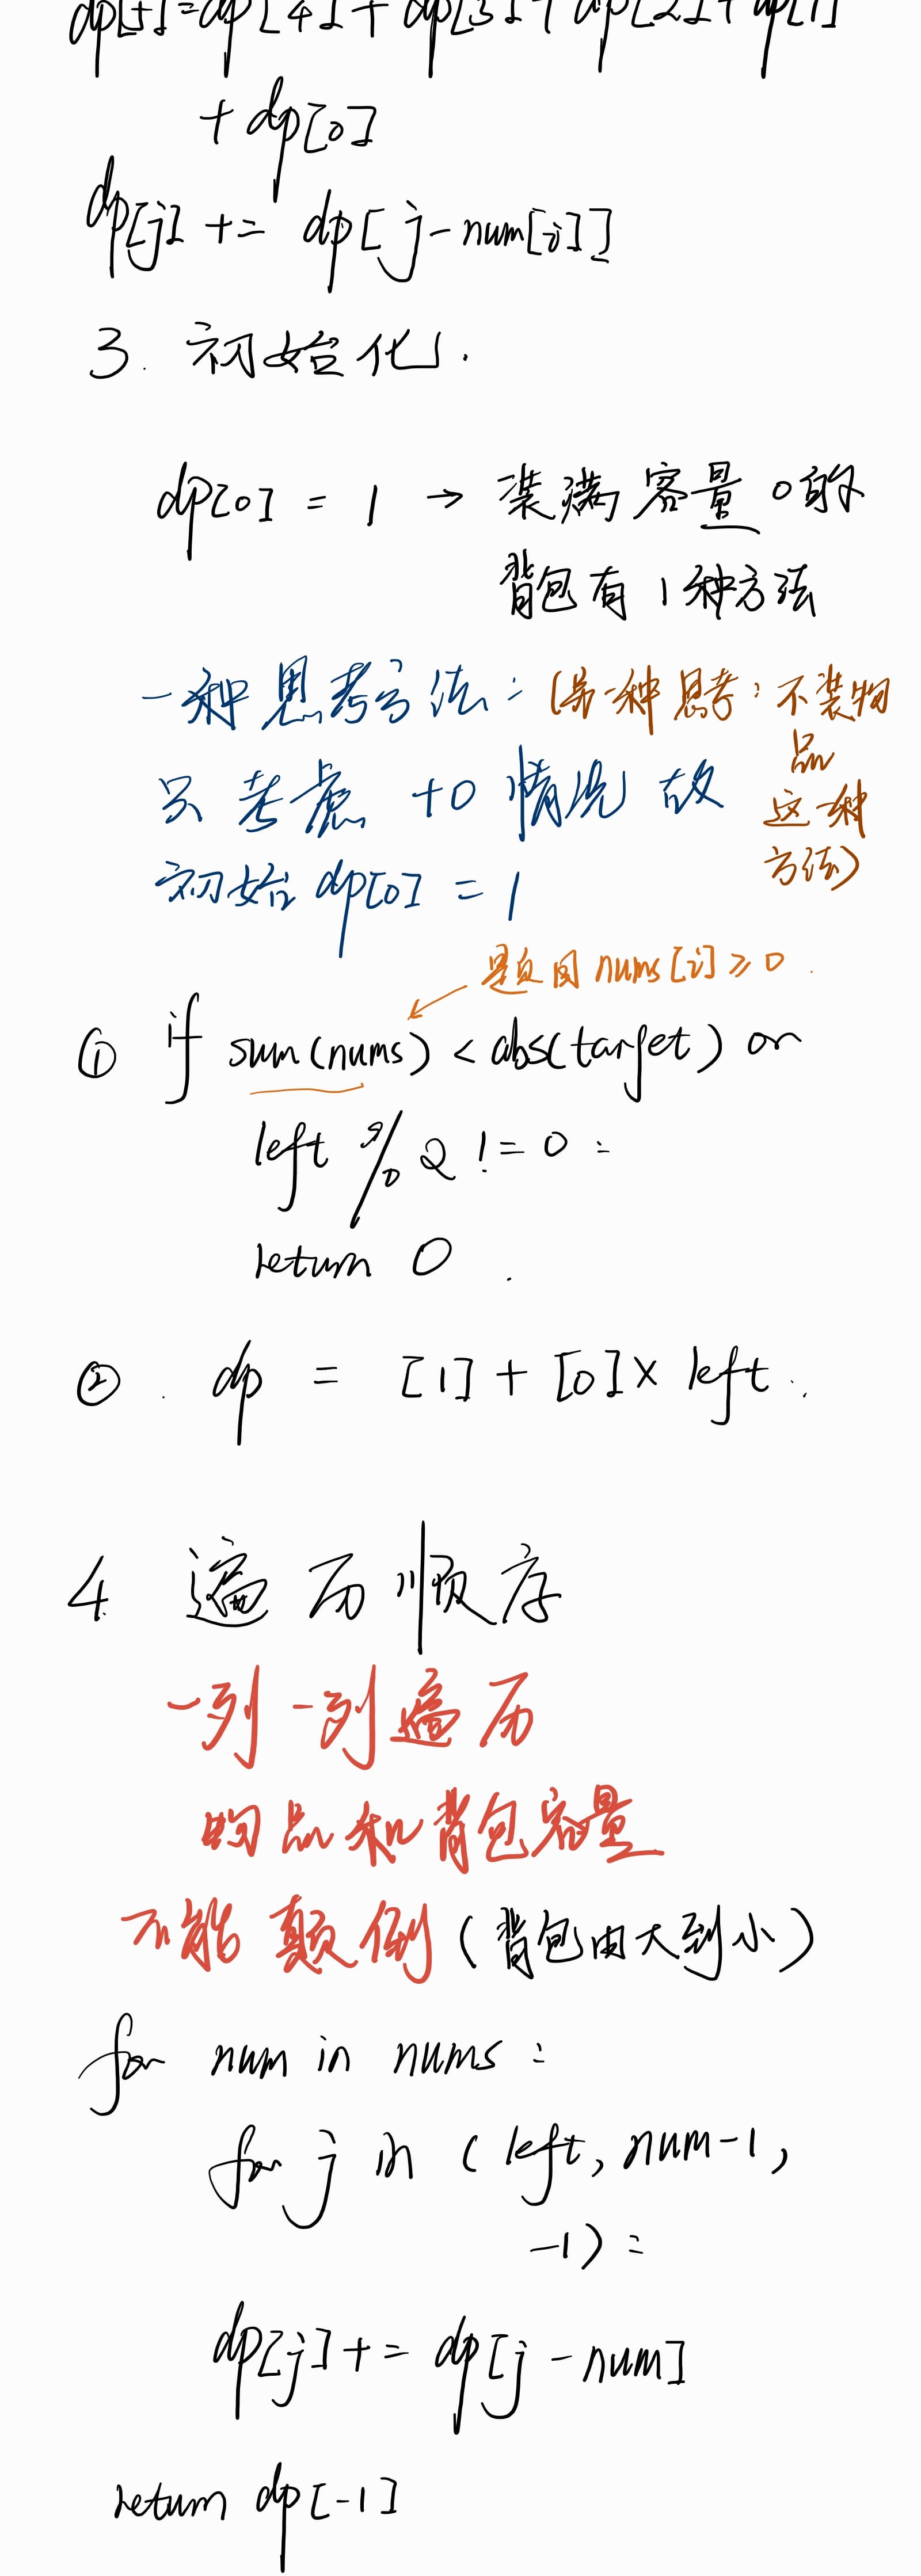 dp[5]=dp[4]+dp[3]+dp[2]+dp[1]
+dp[0]
dp[j] += dp[j-num[i]]
3. 初始化.
dp[0] = 1 → 装满容量0的
背包有1种方法
一种思考方法: (另一种思考: 不装物
品
只考虑 +0 情况 故 这一种
方法)
初始 dp[0] = 1
题目 nums[i] ≥ 0
① if sum(nums) < abs(target) or
left % 2 != 0 :
return 0
② dp = [1] + [0] × left
4. 遍历顺序
一列一列遍历
物品和背包容量
不能颠倒 (背包由大到小)
for num in nums :
for j in (left, num-1,
-1) :
dp[j] += dp[j-num]
return dp[-1]